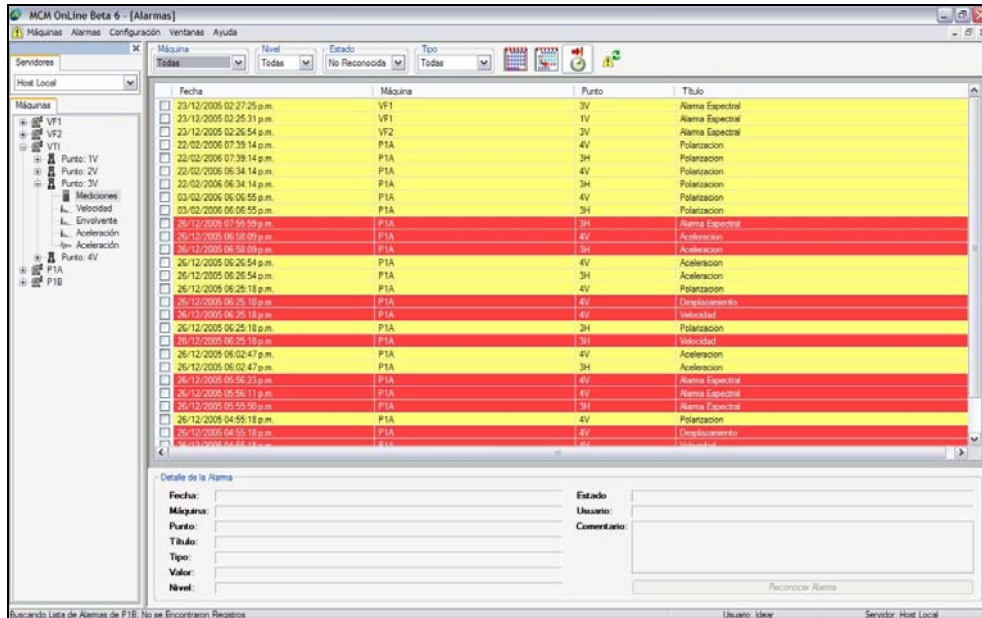 MCM OnLine Beta 6 - [Alarmas]
Máquinas Alarmas Configuración Ventanas Ayuda
Servidores
Host Local
Máquinas
VF1
VF2
VTI
Punto: 1V
Punto: 2V
Punto: 3V
Mediciones
Velocidad
Envolvente
Aceleración
Aceleración
Punto: 4V
P1A
P1B
Máquina Nivel Estado Tipo
Todas Todas No Reconocida Todas
Fecha Máquina Punto Título
23/12/2005 02:27:25 p.m. VF1 3V Alarma Espectral
23/12/2005 02:25:31 p.m. VF1 1V Alarma Espectral
23/12/2005 02:26:54 p.m. VF2 3V Alarma Espectral
22/02/2006 07:39:14 p.m. P1A 4V Polarizacion
22/02/2006 07:39:14 p.m. P1A 3H Polarizacion
22/02/2006 06:34:14 p.m. P1A 4V Polarizacion
22/02/2006 06:34:14 p.m. P1A 3H Polarizacion
03/02/2006 06:06:55 p.m. P1A 4V Polarizacion
03/02/2006 06:06:55 p.m. P1A 3H Polarizacion
26/12/2005 07:55:59 p.m. P1A 3H Alarma Espectral
26/12/2005 06:58:09 p.m. P1A 4V Aceleracion
26/12/2005 06:58:09 p.m. P1A 3H Aceleracion
26/12/2005 06:26:54 p.m. P1A 4V Aceleracion
26/12/2005 06:26:54 p.m. P1A 3H Aceleracion
26/12/2005 06:25:18 p.m. P1A 4V Polarizacion
26/12/2005 06:25:18 p.m. P1A 4V Desplazamiento
26/12/2005 06:25:18 p.m. P1A 4V Velocidad
26/12/2005 06:25:18 p.m. P1A 3H Polarizacion
26/12/2005 06:25:18 p.m. P1A 3H Velocidad
26/12/2005 06:02:47 p.m. P1A 4V Aceleracion
26/12/2005 06:02:47 p.m. P1A 3H Aceleracion
26/12/2005 05:56:23 p.m. P1A 4V Alarma Espectral
26/12/2005 05:56:11 p.m. P1A 4V Alarma Espectral
26/12/2005 05:55:50 p.m. P1A 3H Alarma Espectral
26/12/2005 04:55:18 p.m. P1A 4V Polarizacion
26/12/2005 04:55:18 p.m. P1A 4V Desplazamiento
Detalle de la Alarma
Fecha:
Máquina:
Punto:
Título:
Tipo:
Valor:
Nivel:
Estado
Usuario:
Comentario:
Reconocer Alarma
Buscando Lista de Alarmas de P1B: No se Encontraron Registros Usuario: Idear Servidor: Host Local